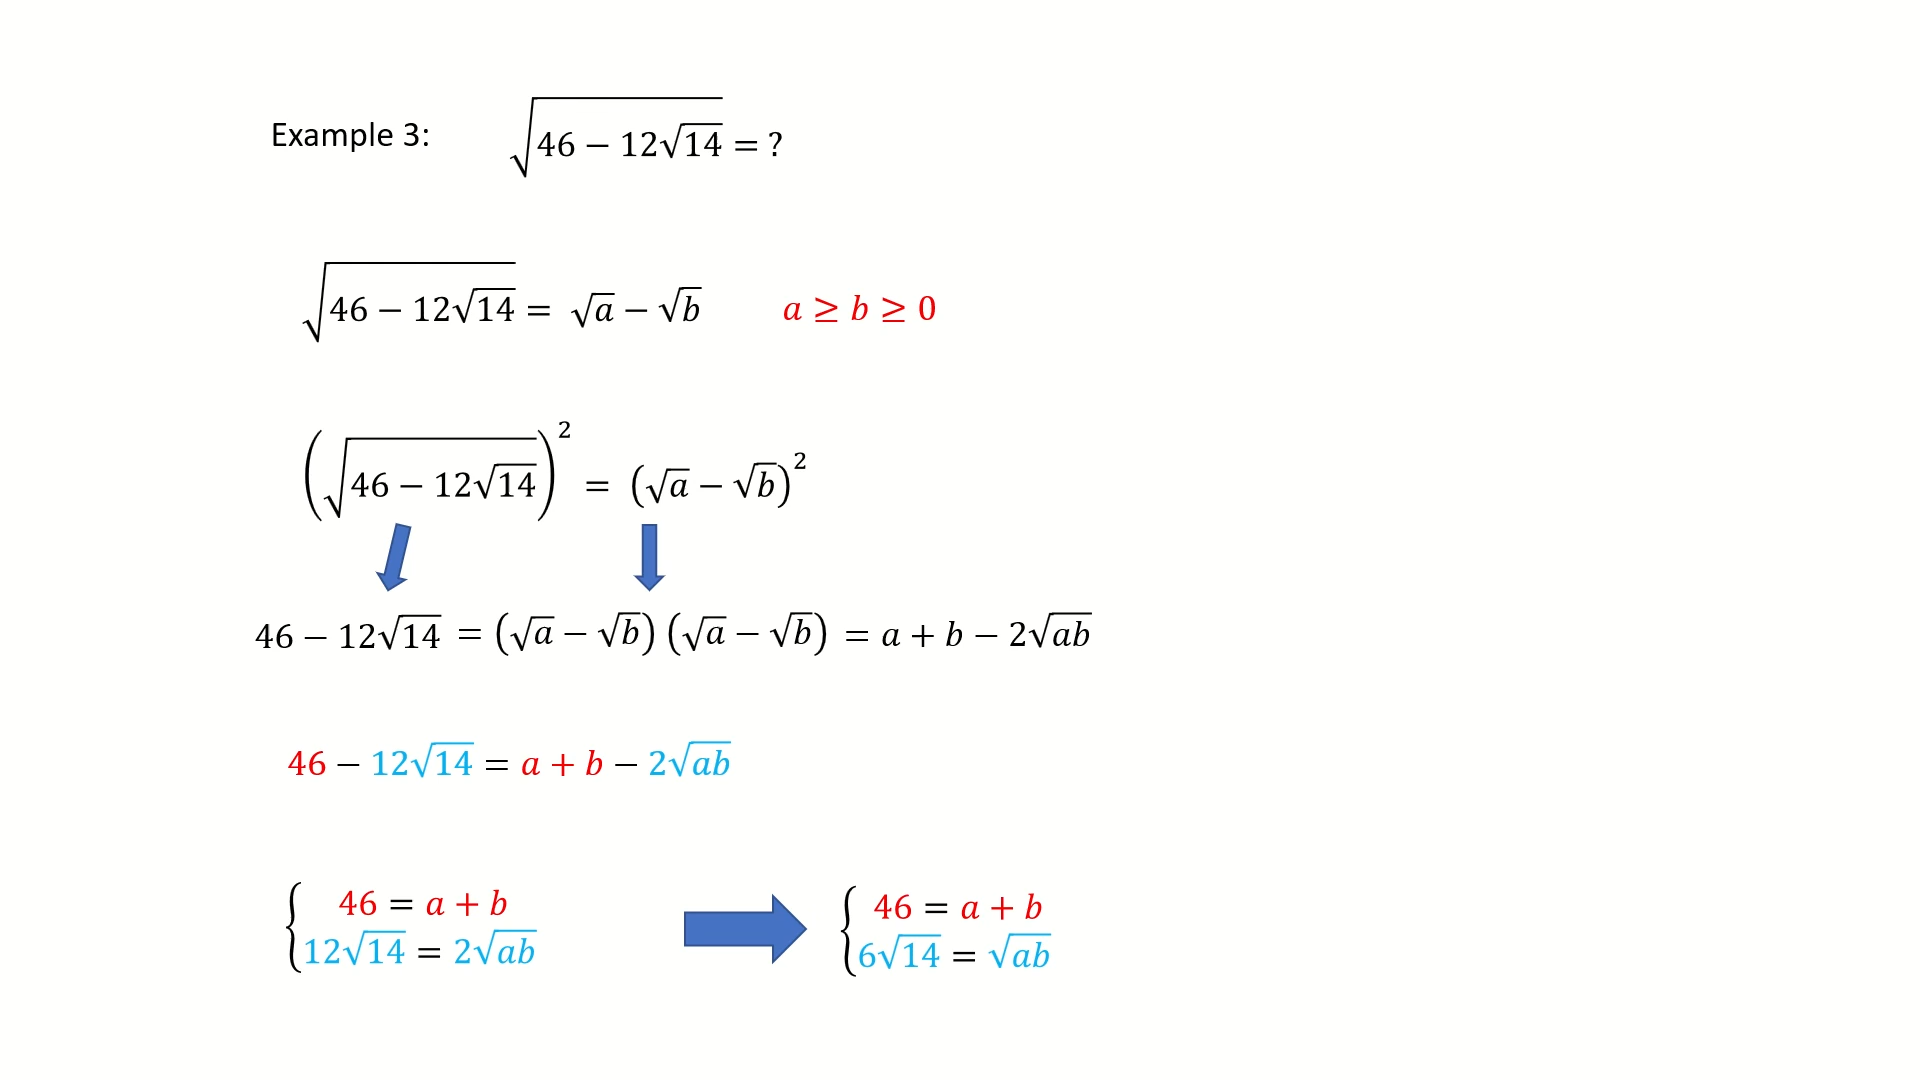 Example 3: √(46 − 12√14) = ?
√(46 − 12√14) = √a − √b a ≥ b ≥ 0
(√(46 − 12√14))² = (√a − √b)²
46 − 12√14 = (√a − √b)(√a − √b) = a + b − 2√(ab)
46 − 12√14 = a + b − 2√(ab)
{ 46 = a + b
12√14 = 2√(ab)
{ 46 = a + b
6√14 = √(ab)